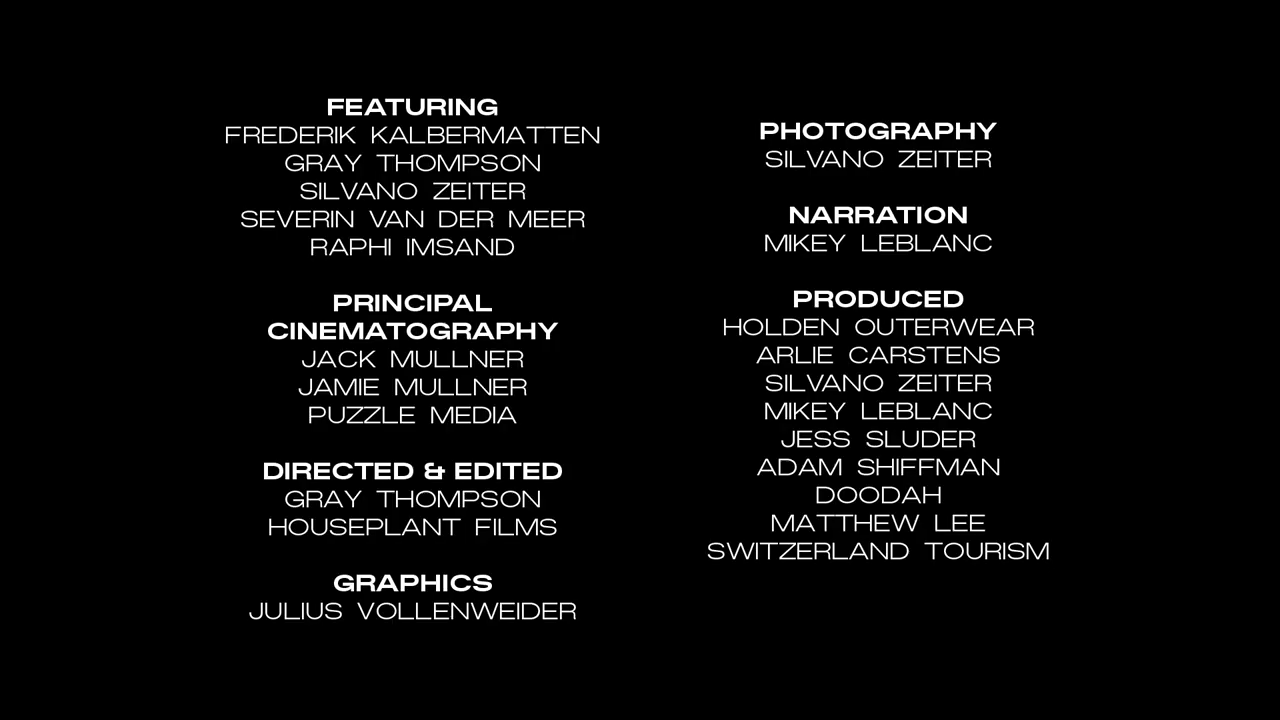 FEATURING
FREDERIK KALBERMATTEN
GRAY THOMPSON
SILVANO ZEITER
SEVERIN VAN DER MEER
RAPHI IMSAND
PRINCIPAL
CINEMATOGRAPHY
JACK MULLNER
JAMIE MULLNER
PUZZLE MEDIA
DIRECTED & EDITED
GRAY THOMPSON
HOUSEPLANT FILMS
GRAPHICS
JULIUS VOLLENWEIDER
PHOTOGRAPHY
SILVANO ZEITER
NARRATION
MIKEY LEBLANC
PRODUCED
HOLDEN OUTERWEAR
ARLIE CARSTENS
SILVANO ZEITER
MIKEY LEBLANC
JESS SLUDER
ADAM SHIFFMAN
DOODAH
MATTHEW LEE
SWITZERLAND TOURISM